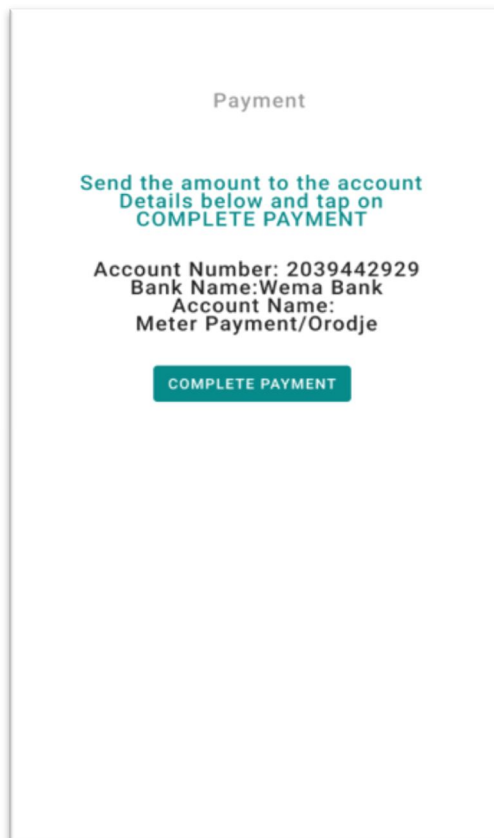 Payment
Send the amount to the account
Details below and tap on
COMPLETE PAYMENT
Account Number: 2039442929
Bank Name:Wema Bank
Account Name:
Meter Payment/Orodje
COMPLETE PAYMENT